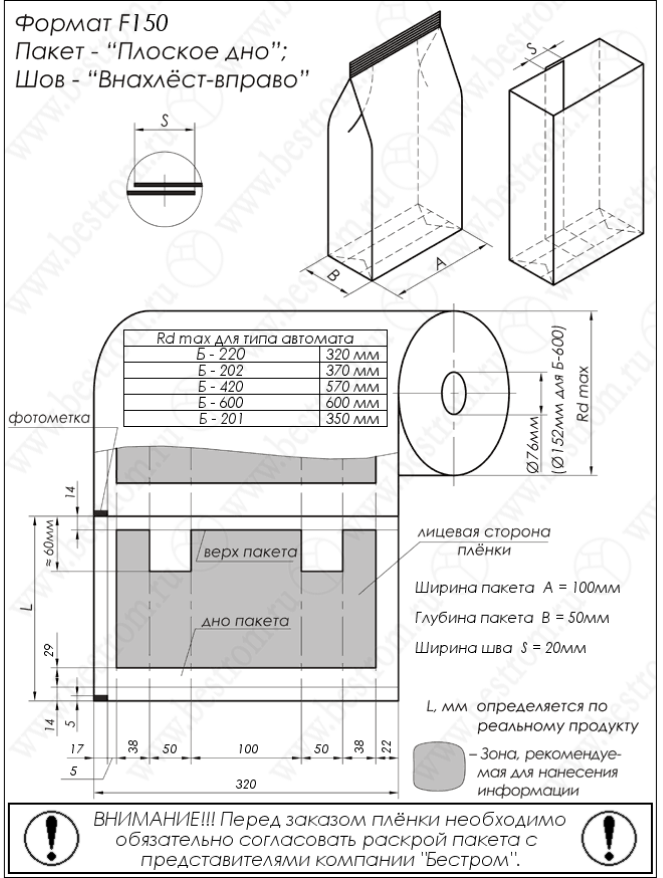 Формат F150
Пакет - “Плоское дно”;
Шов - “Внахлёст-вправо”
S
S
B
A
Rd max для типа автомата
Б - 220 320 мм
Б - 202 370 мм
Б - 420 570 мм
Б - 600 600 мм
Б - 201 350 мм
фотометка
Ø76мм
(Ø152мм для Б-600)
Rd max
14
≈60мм
L
29
14
5
верх пакета
дно пакета
лицевая сторона
плёнки
Ширина пакета A = 100мм
Глубина пакета B = 50мм
Ширина шва S = 20мм
L, мм определяется по
реальному продукту
17
5
38
50
100
50
38
22
320
– Зона, рекомендуе-
мая для нанесения
информации
ВНИМАНИЕ!!! Перед заказом плёнки необходимо
обязательно согласовать раскрой пакета с
представителями компании "Бестром".
www.bestrom.ru